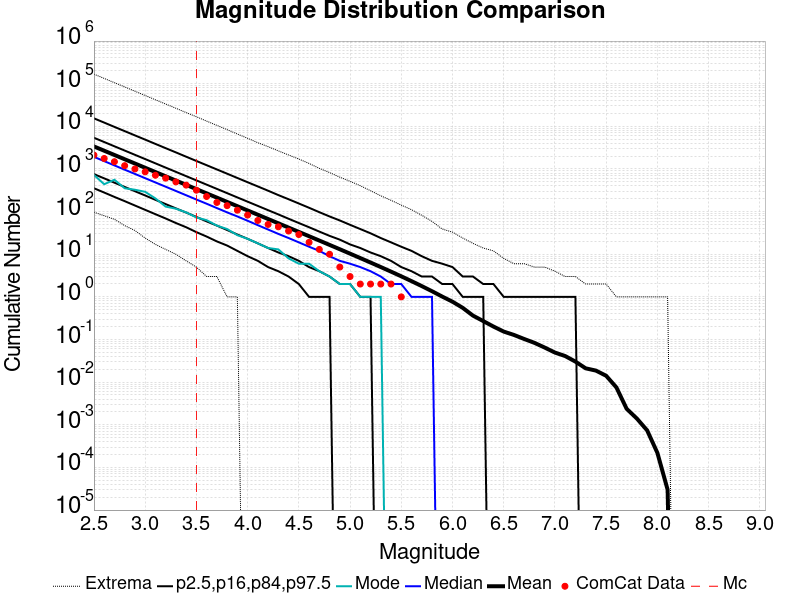 Magnitude Distribution Comparison
10 6
10 5
10 4
10 3
10 2
10 1
10 0
10 -1
10 -2
10 -3
10 -4
10 -5
Cumulative Number
2.5 3.0 3.5 4.0 4.5 5.0 5.5 6.0 6.5 7.0 7.5 8.0 8.5 9.0
Magnitude
Extrema p2.5,p16,p84,p97.5 Mode Median Mean ComCat Data Mc